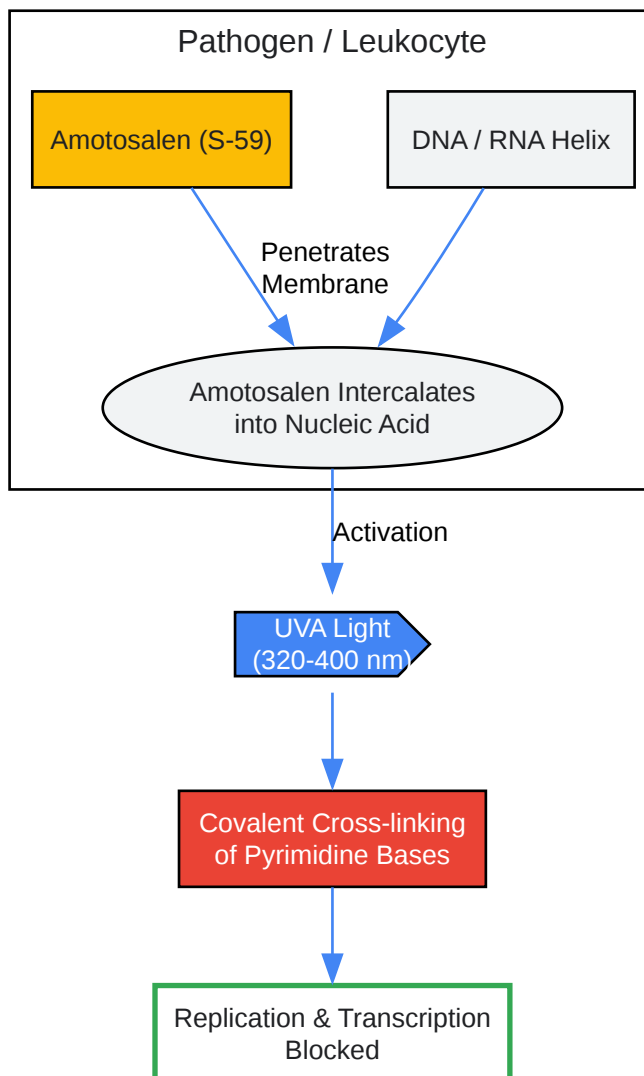 Pathogen / Leukocyte
Amotosalen (S-59)
DNA / RNA Helix
Penetrates
Membrane
Amotosalen Intercalates
into Nucleic Acid
Activation
UVA Light
(320-400 nm)
Covalent Cross-linking
of Pyrimidine Bases
Replication & Transcription
Blocked